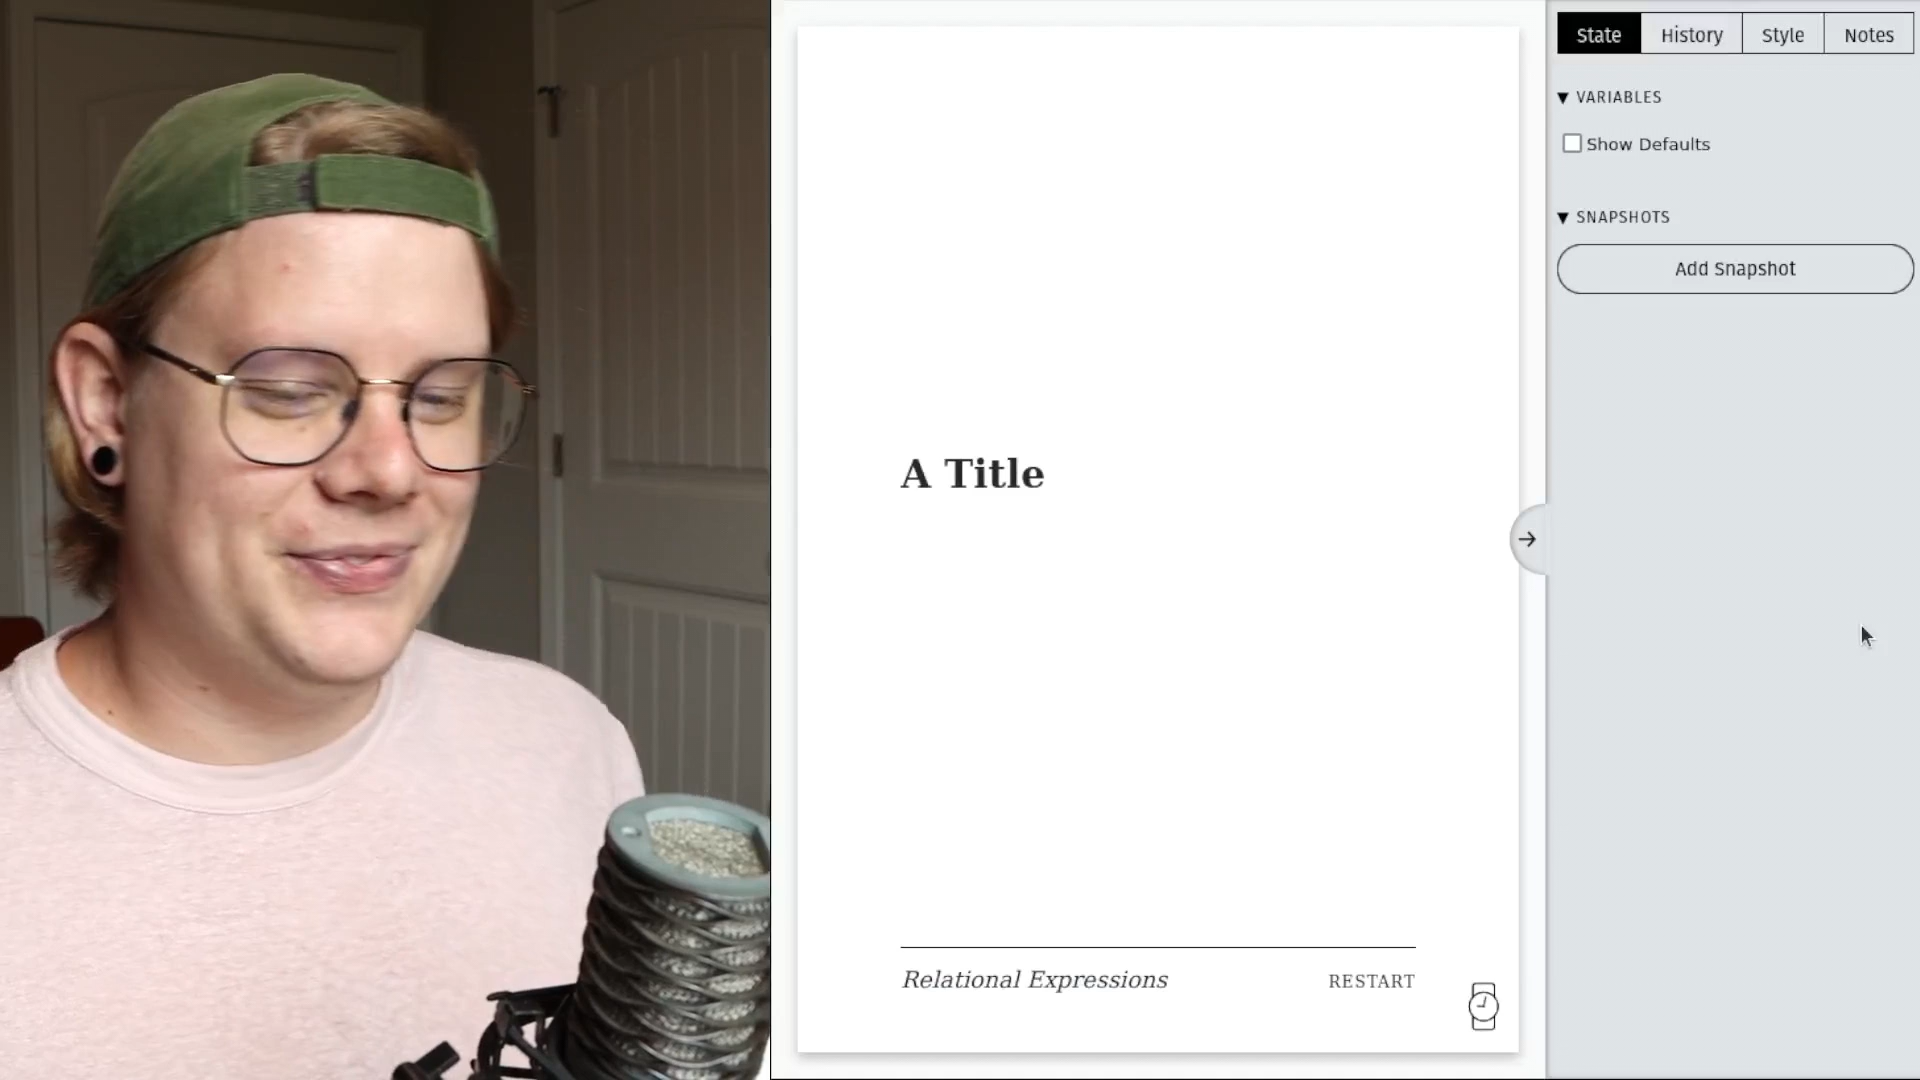 State
History
Style
Notes
VARIABLES
Show Defaults
SNAPSHOTS
Add Snapshot
A Title
Relational Expressions
RESTART